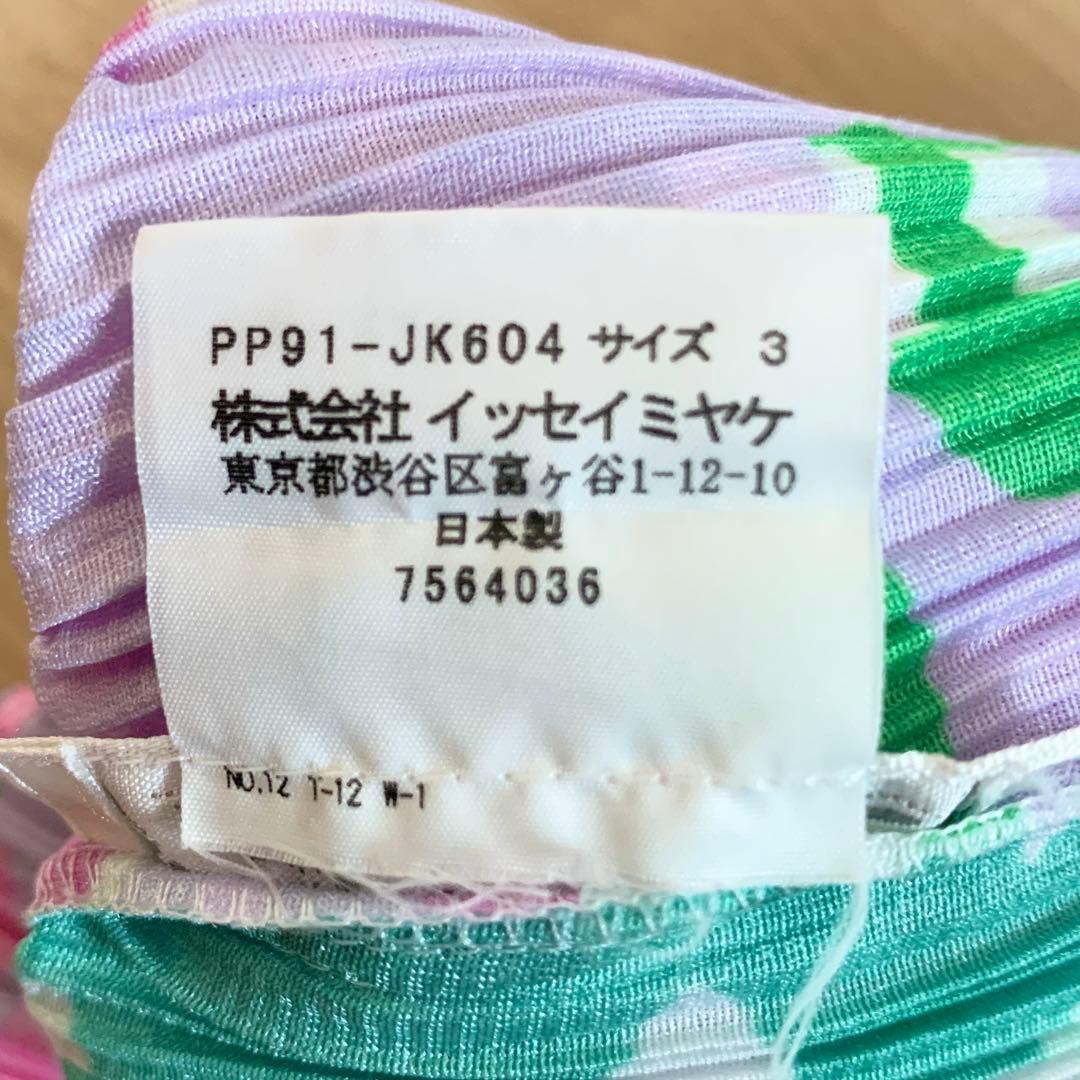 PP91-JK604 サイズ 3
株式会社 イッセイミヤケ
東京都渋谷区富ヶ谷1-12-10
日本製
7564036
NO.12 T-12 W-1